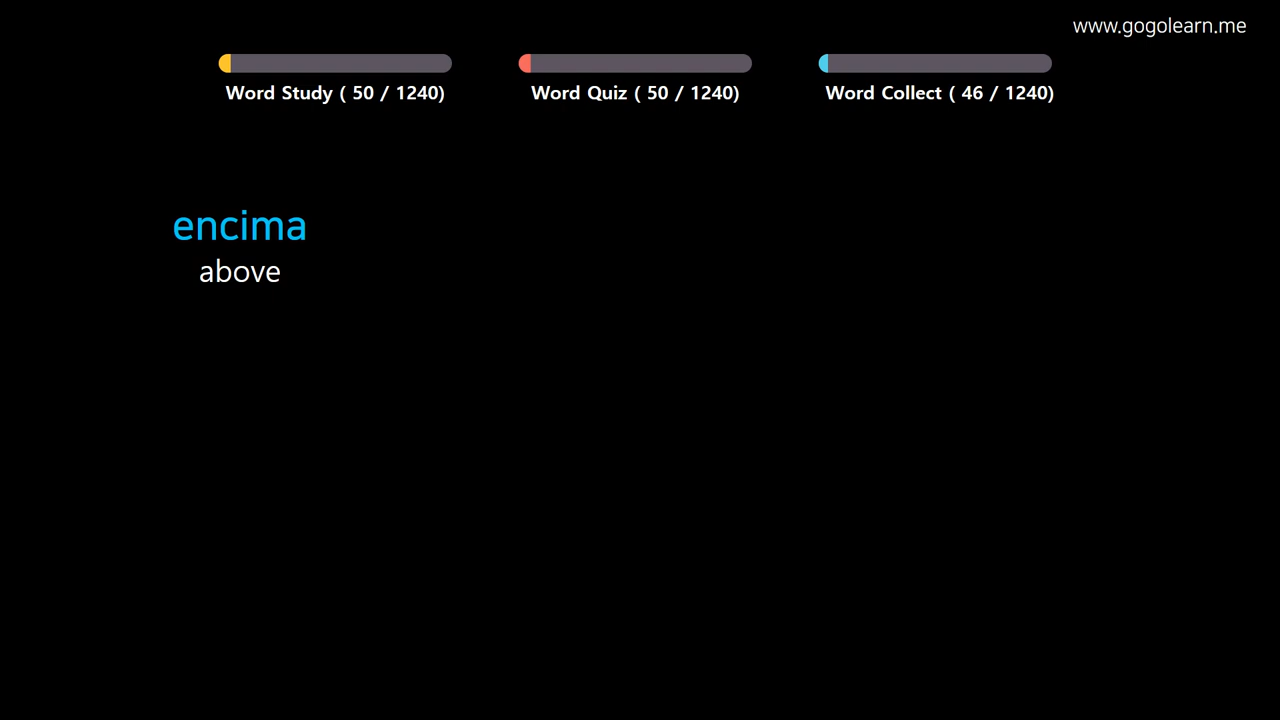 www.gogolearn.me
Word Study ( 50 / 1240)
Word Quiz ( 50 / 1240)
Word Collect ( 46 / 1240)
encima
above